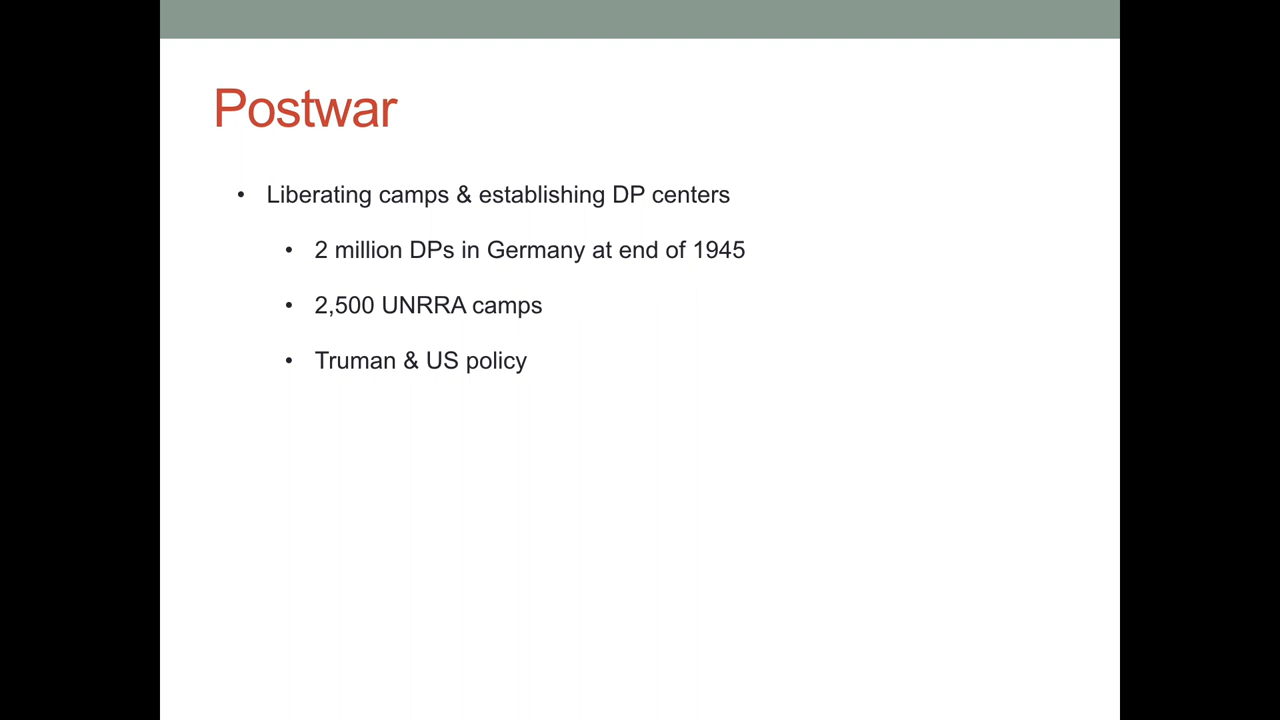 Postwar
• Liberating camps & establishing DP centers
• 2 million DPs in Germany at end of 1945
• 2,500 UNRRA camps
• Truman & US policy